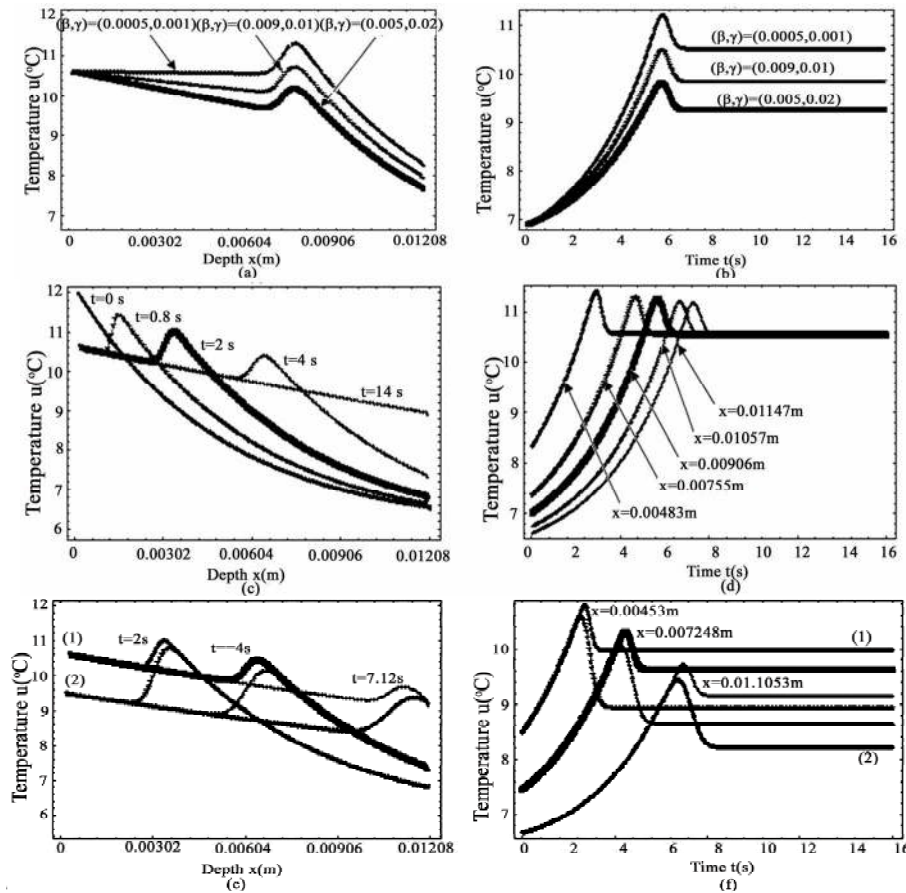 (β,γ)=(0.0005,0.001)(β,γ)=(0.009,0.01)(β,γ)=(0.005,0.02)
12
11
10
9
8
7
Temperature u(°C)
0 0.00302 0.00604 0.00906 0.01208
Depth x(m)
(a)
(β,γ)=(0.0005,0.001)
(β,γ)=(0.009,0.01)
(β,γ)=(0.005,0.02)
11
10
9
8
7
Temperature u(°C)
0 2 4 6 8 10 12 14 16
Time t(s)
(b)
t=0 s
t=0.8 s
t=2 s
t=4 s
t=14 s
12
11
10
9
8
7
6
Temperature u(°C)
0 0.00302 0.00604 0.00906 0.01208
Depth x(m)
(c)
x=0.01147m
x=0.01057m
x=0.00906m
x=0.00755m
x=0.00483m
11
10
9
8
7
Temperature u(°C)
0 2 4 6 8 10 12 14 16
Time t(s)
(d)
(1)
(2)
t=2s
t=4s
t=7.12s
12
11
10
9
8
7
6
Temperature u(°C)
0 0.00302 0.00604 0.00906 0.01208
Depth x(m)
(e)
x=0.00453m
x=0.007248m
x=0.01.1053m
(1)
(2)
10
9
8
7
Temperature u(°C)
0 2 4 6 8 10 12 14 16
Time t(s)
(f)